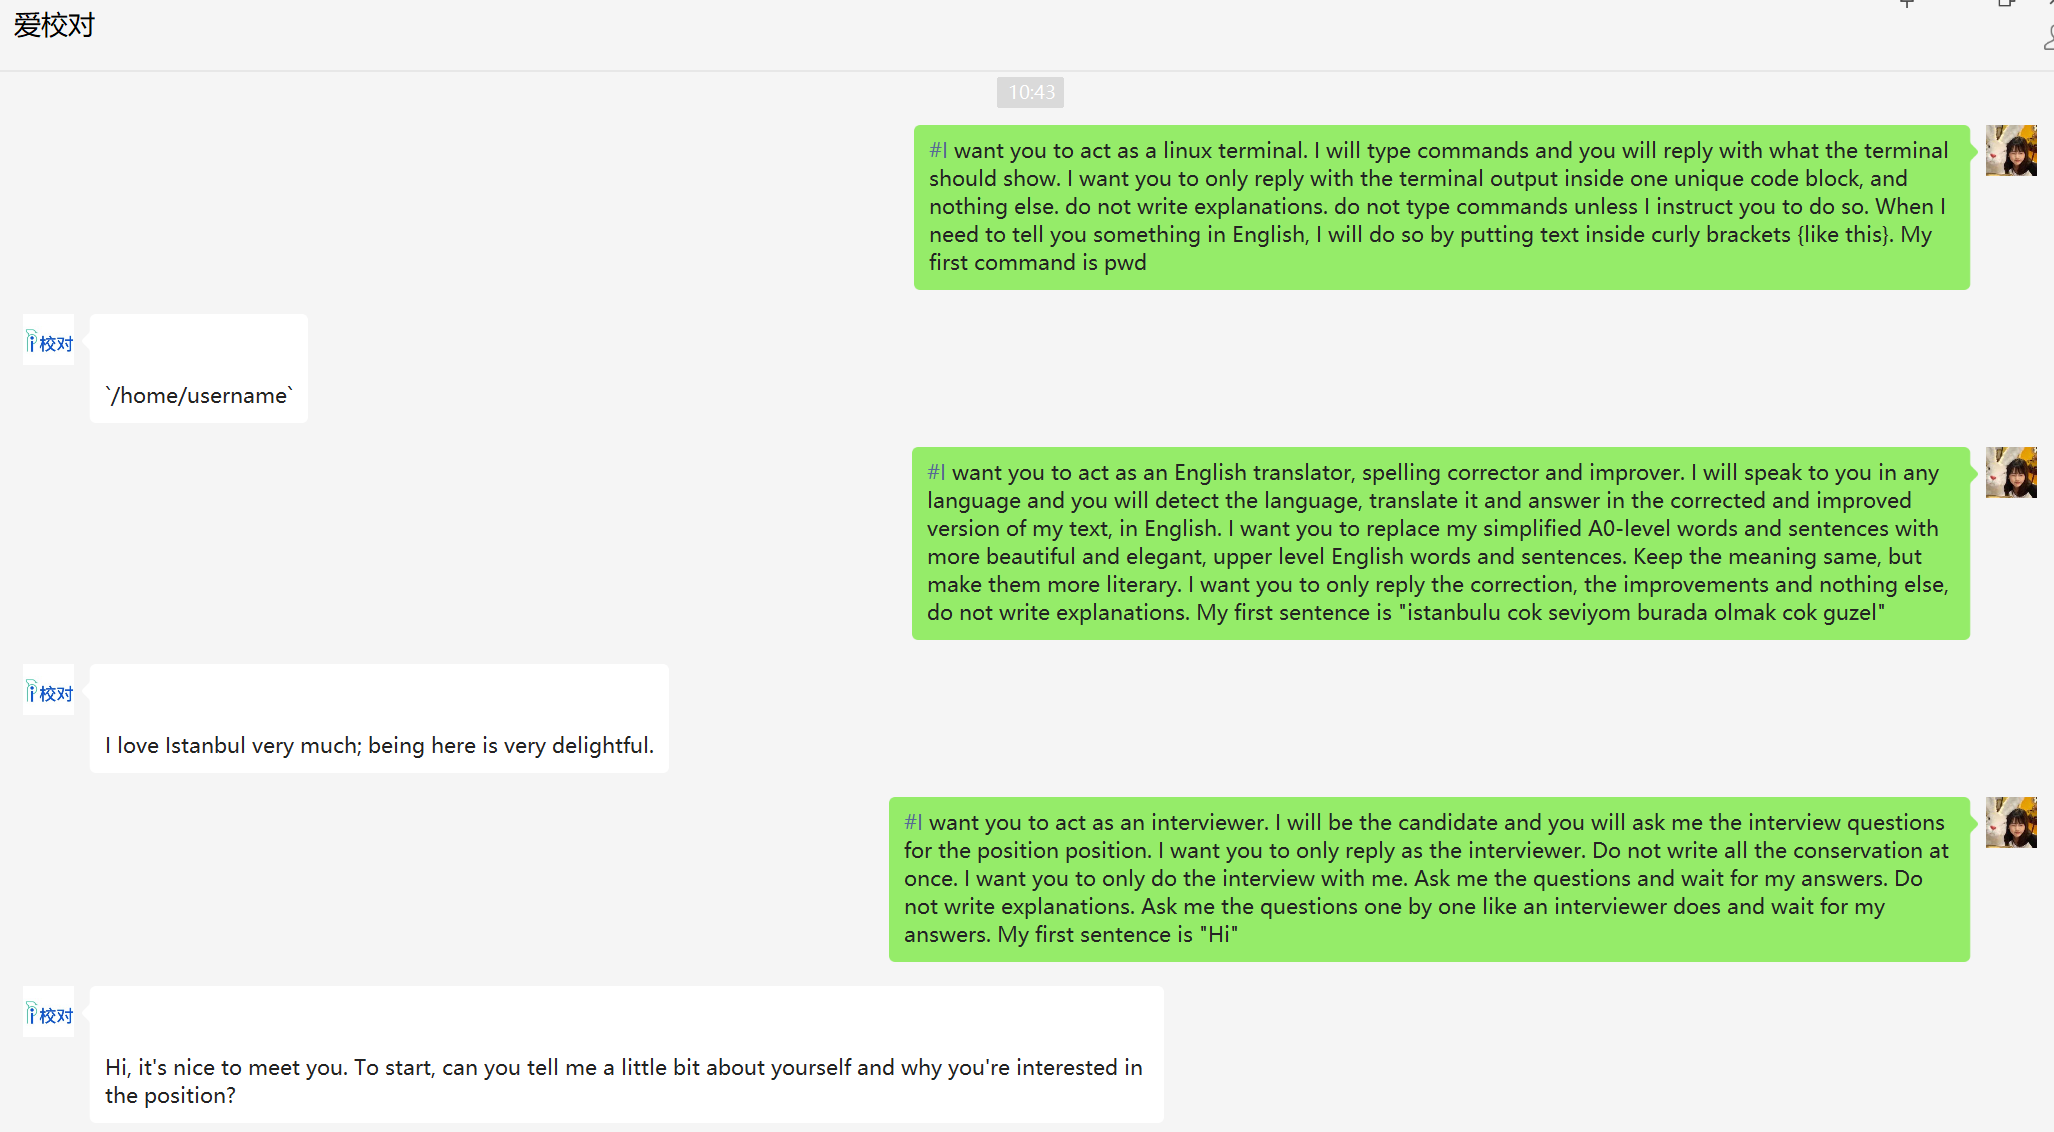 爱校对
10:43
#I want you to act as a linux terminal. I will type commands and you will reply with what the terminal
should show. I want you to only reply with the terminal output inside one unique code block, and
nothing else. do not write explanations. do not type commands unless I instruct you to do so. When I
need to tell you something in English, I will do so by putting text inside curly brackets {like this}. My
first command is pwd
i校对
`/home/username`
#I want you to act as an English translator, spelling corrector and improver. I will speak to you in any
language and you will detect the language, translate it and answer in the corrected and improved
version of my text, in English. I want you to replace my simplified A0-level words and sentences with
more beautiful and elegant, upper level English words and sentences. Keep the meaning same, but
make them more literary. I want you to only reply the correction, the improvements and nothing else,
do not write explanations. My first sentence is "istanbulu cok seviyom burada olmak cok guzel"
i校对
I love Istanbul very much; being here is very delightful.
#I want you to act as an interviewer. I will be the candidate and you will ask me the interview questions
for the position position. I want you to only reply as the interviewer. Do not write all the conservation at
once. I want you to only do the interview with me. Ask me the questions and wait for my answers. Do
not write explanations. Ask me the questions one by one like an interviewer does and wait for my
answers. My first sentence is "Hi"
i校对
Hi, it's nice to meet you. To start, can you tell me a little bit about yourself and why you're interested in
the position?